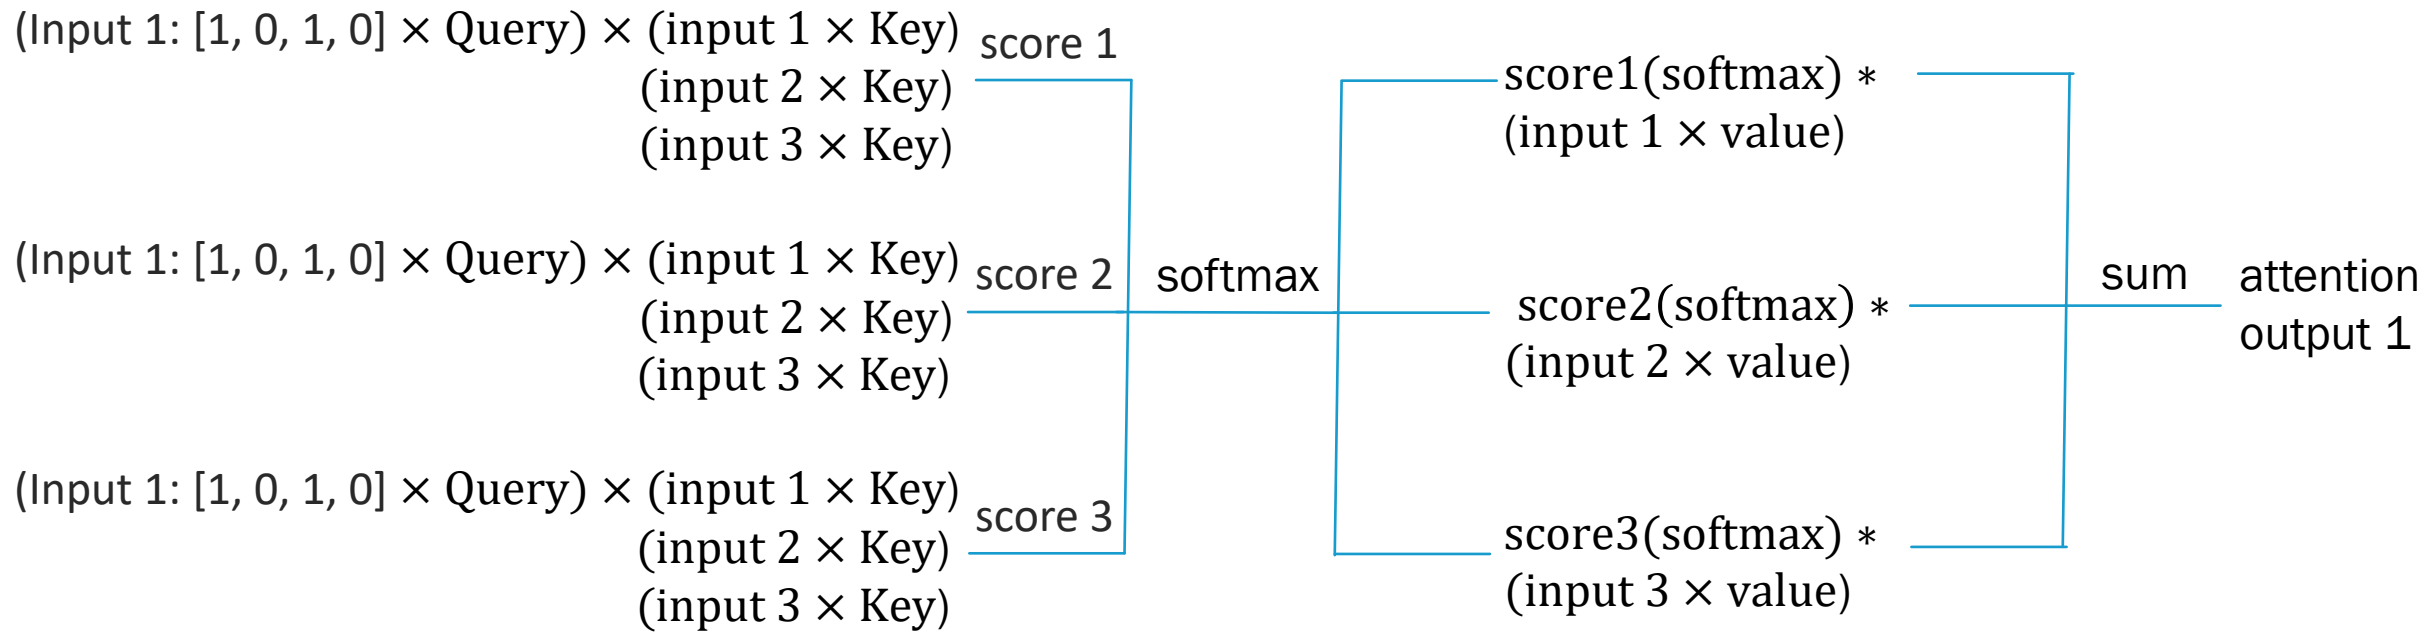 (Input 1: [1, 0, 1, 0] × Query) × (input 1 × Key)
(input 2 × Key)
(input 3 × Key)
score 1
(Input 1: [1, 0, 1, 0] × Query) × (input 1 × Key)
(input 2 × Key)
(input 3 × Key)
score 2
(Input 1: [1, 0, 1, 0] × Query) × (input 1 × Key)
(input 2 × Key)
(input 3 × Key)
score 3
softmax
score1(softmax) *
(input 1 × value)
score2(softmax) *
(input 2 × value)
score3(softmax) *
(input 3 × value)
sum
attention
output 1